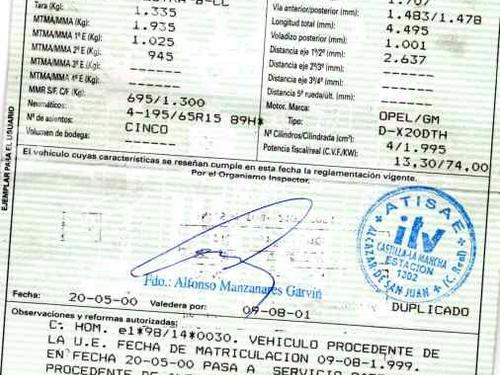 Tara (Kg): 1.335
MTMA/MMA (Kg): 1.935
MTMA/MMA 1º E (Kg): 1.025
MTMA/MMA 2º E (Kg): 945
MTMA/MMA 3º E (Kg): ------
MTMA/MMA 4º E (Kg): ------
MMR S/F. C/F (Kg): 695/1.300
Neumáticos: 4-195/65R15 89H*
Nº de asientos: CINCO
Volumen de bodega: ------
Vía anterior/posterior (mm): 1.483/1.478
Longitud total (mm): 4.495
Voladizo posterior (mm): 1.001
Distancia eje 1º/2º (mm): 2.637
Distancia eje 2º/3º (mm): ------
Distancia eje 3º/4º (mm): ------
Distancia 5ª rueda/últ. (mm): ------
Motor. Marca: OPEL/GM
Tipo: D-X20DTH
Nº Cilindros/Cilindrada (cm³): 4/1.995
Potencia fiscal/real (C.V.F/KW): 13,30/74.00
EJEMPLAR PARA EL USUARIO
El vehículo cuyas características se reseñan cumple en esta fecha la reglamentación vigente.
Por el Organismo Inspector,
ATISAE
itv
CASTILLA-LA MANCHA
ESTACION
1302
ALCAZAR DE SAN JUAN (C. Real)
Fdo.: Alfonso Manzanares Garvín
DUPLICADO
Fecha: 20-05-00 Valedera por: 09-08-01
Observaciones y reformas autorizadas:
C: HOM. e1*98/14*0030. VEHICULO PROCEDENTE DE
LA U.E. FECHA DE MATRICULACION 09-08-1.999.
EN FECHA 20-05-00 PASA A SERVICIO
PROCEDENTE DE